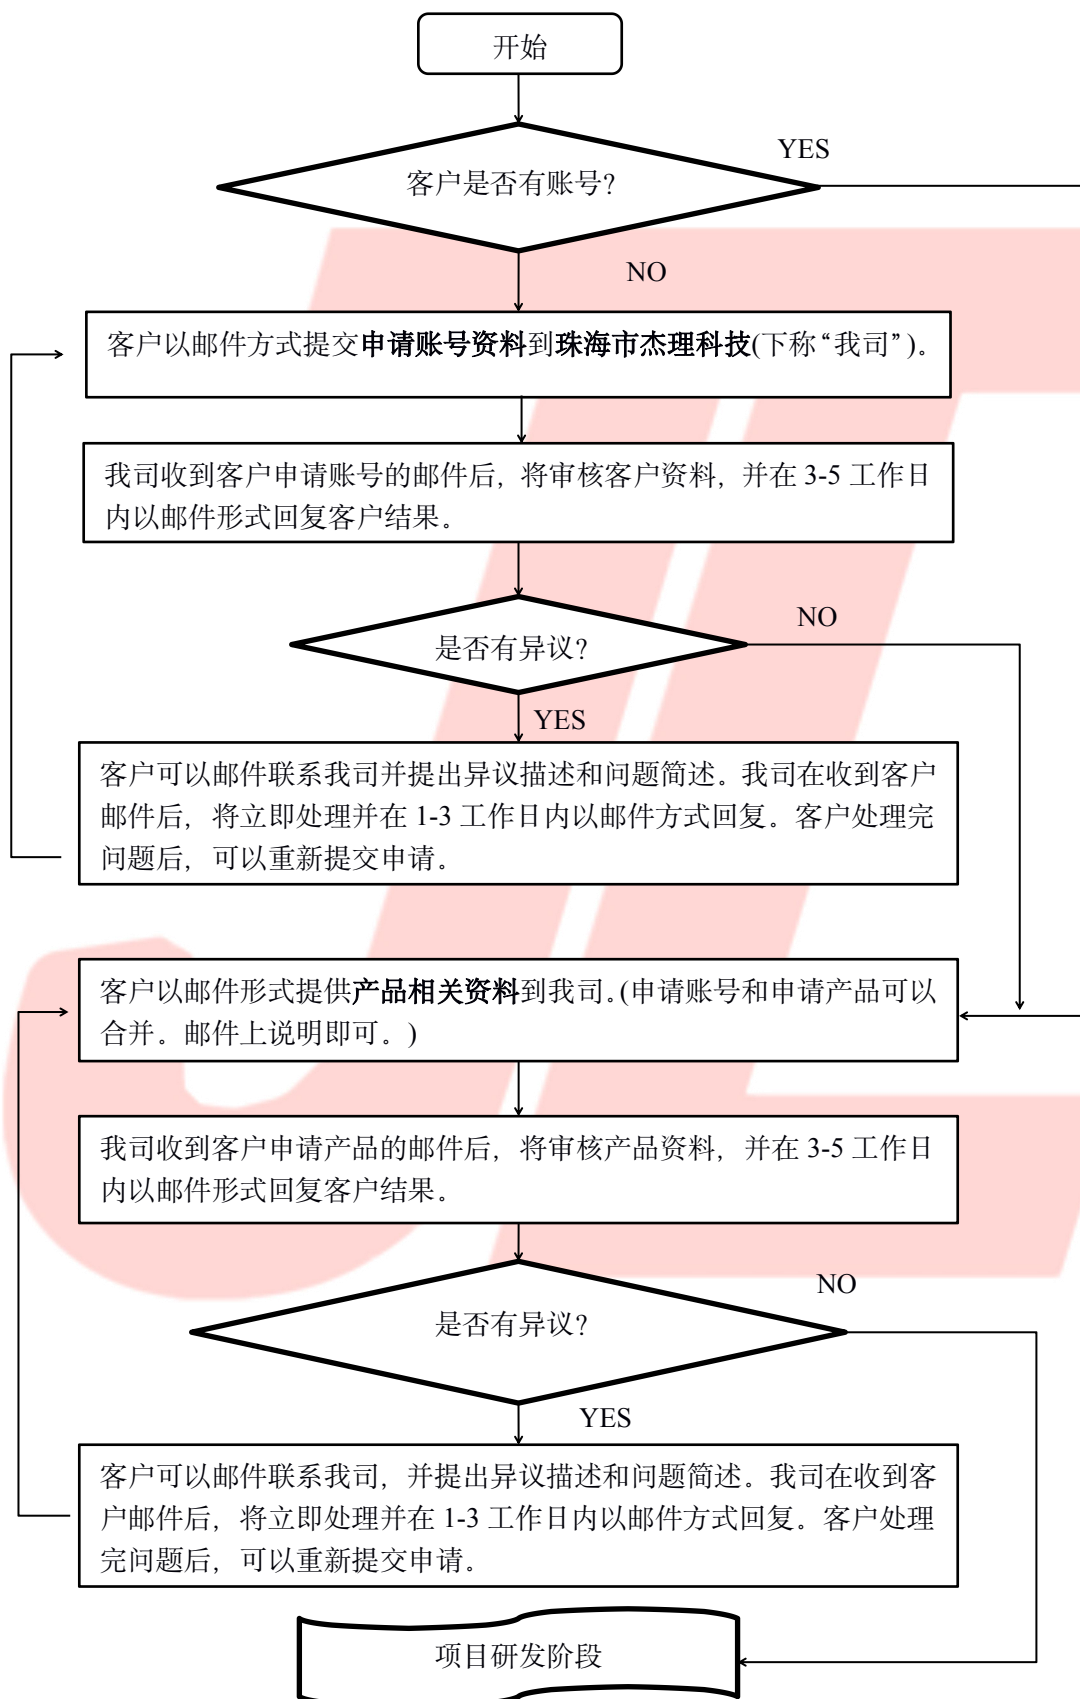 开始
YES
客户是否有账号？
NO
客户以邮件方式提交申请账号资料到珠海市杰理科技(下称“我司”)。
我司收到客户申请账号的邮件后，将审核客户资料，并在 3-5 工作日
内以邮件形式回复客户结果。
NO
是否有异议？
YES
客户可以邮件联系我司并提出异议描述和问题简述。我司在收到客户
邮件后，将立即处理并在 1-3 工作日内以邮件方式回复。客户处理完
问题后，可以重新提交申请。
客户以邮件形式提供产品相关资料到我司。(申请账号和申请产品可以
合并。邮件上说明即可。)
我司收到客户申请产品的邮件后，将审核产品资料，并在 3-5 工作日
内以邮件形式回复客户结果。
NO
是否有异议？
YES
客户可以邮件联系我司，并提出异议描述和问题简述。我司在收到客
户邮件后，将立即处理并在 1-3 工作日内以邮件方式回复。客户处理
完问题后，可以重新提交申请。
项目研发阶段